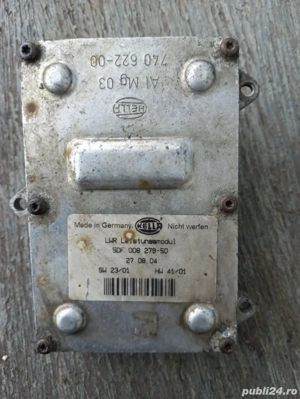 740 622-00
Al Mg 03
HELLA
Made in Germany. HELLA Nicht werfen
LWR Leistungsmodul
5DF 008 279-50
27.08.04
SW 23/01 HW 41/01
publi24.ro